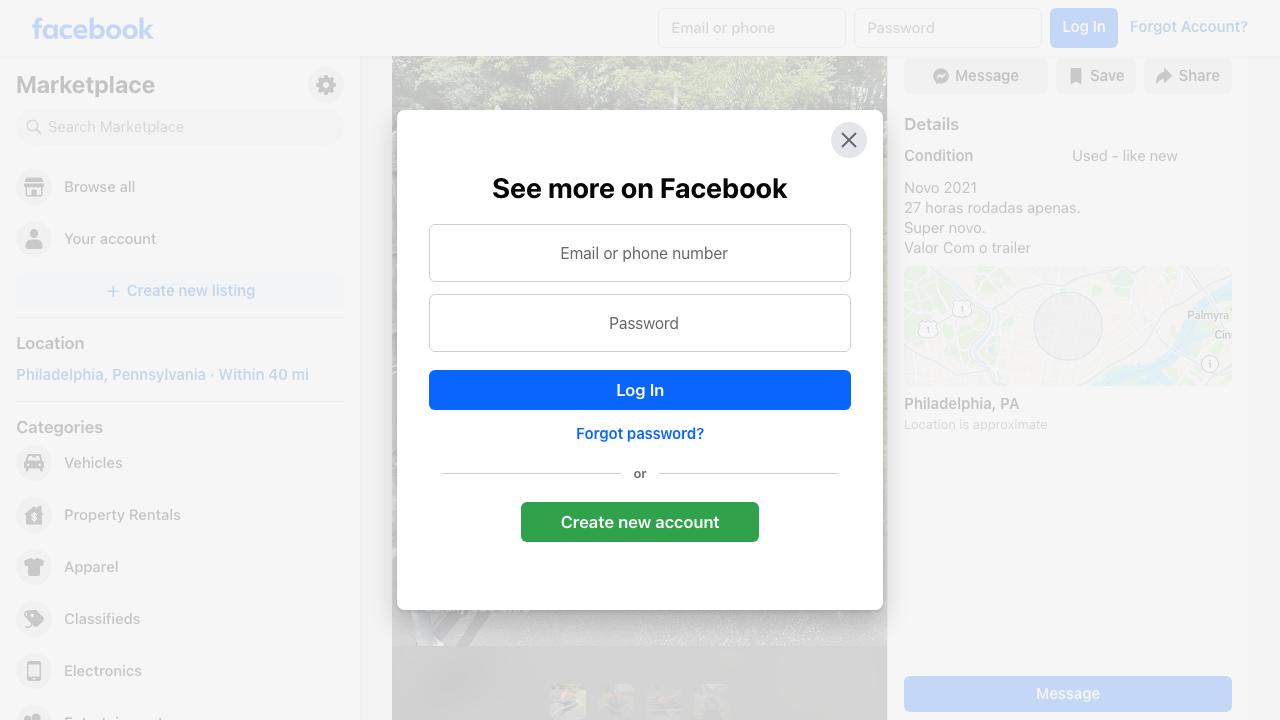 facebook
Email or phone
Password
Log In
Forgot Account?
Marketplace
Search Marketplace
Browse all
Your account
Create new listing
Location
Philadelphia, Pennsylvania · Within 40 mi
Categories
Vehicles
Property Rentals
Apparel
Classifieds
Electronics
See more on Facebook
Email or phone number
Password
Log In
Forgot password?
or
Create new account
Message
Save
Share
Details
Condition
Used - like new
Novo 2021
27 horas rodadas apenas.
Super novo.
Valor Com o trailer
1
1
Palmyra
Cin
Philadelphia, PA
Location is approximate
Message